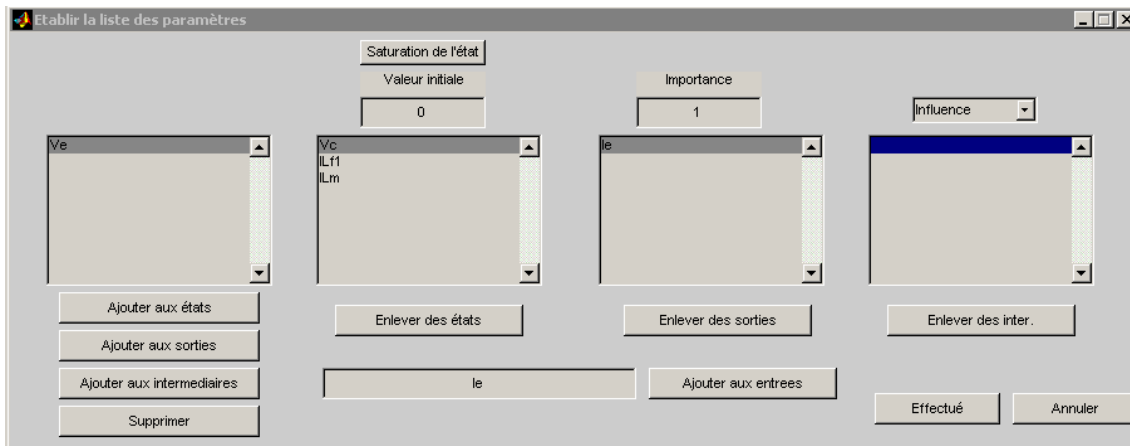 Etablir la liste des paramètres
Saturation de l'état
Valeur initiale
Importance
0
1
Influence
Ve
Vc
ILf1
ILm
Ie
Ajouter aux états
Enlever des états
Enlever des sorties
Enlever des inter.
Ajouter aux sorties
Ajouter aux intermediaires
Ie
Ajouter aux entrees
Supprimer
Effectué
Annuler